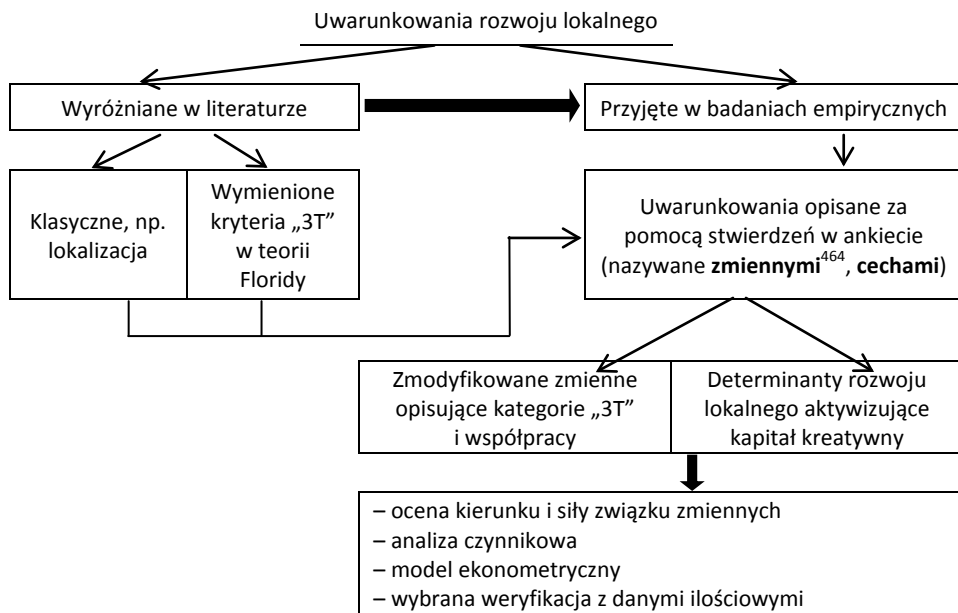 Uwarunkowania rozwoju lokalnego
Wyróżniane w literaturze
Przyjęte w badaniach empirycznych
Klasyczne, np.
lokalizacja
Wymienione
kryteria „3T”
w teorii
Floridy
Uwarunkowania opisane za
pomocą stwierdzeń w ankiecie
(nazywane zmiennymi464, cechami)
Zmodyfikowane zmienne
opisujące kategorie „3T”
i współpracy
Determinanty rozwoju
lokalnego aktywizujące
kapitał kreatywny
– ocena kierunku i siły związku zmiennych
– analiza czynnikowa
– model ekonometryczny
– wybrana weryfikacja z danymi ilościowymi